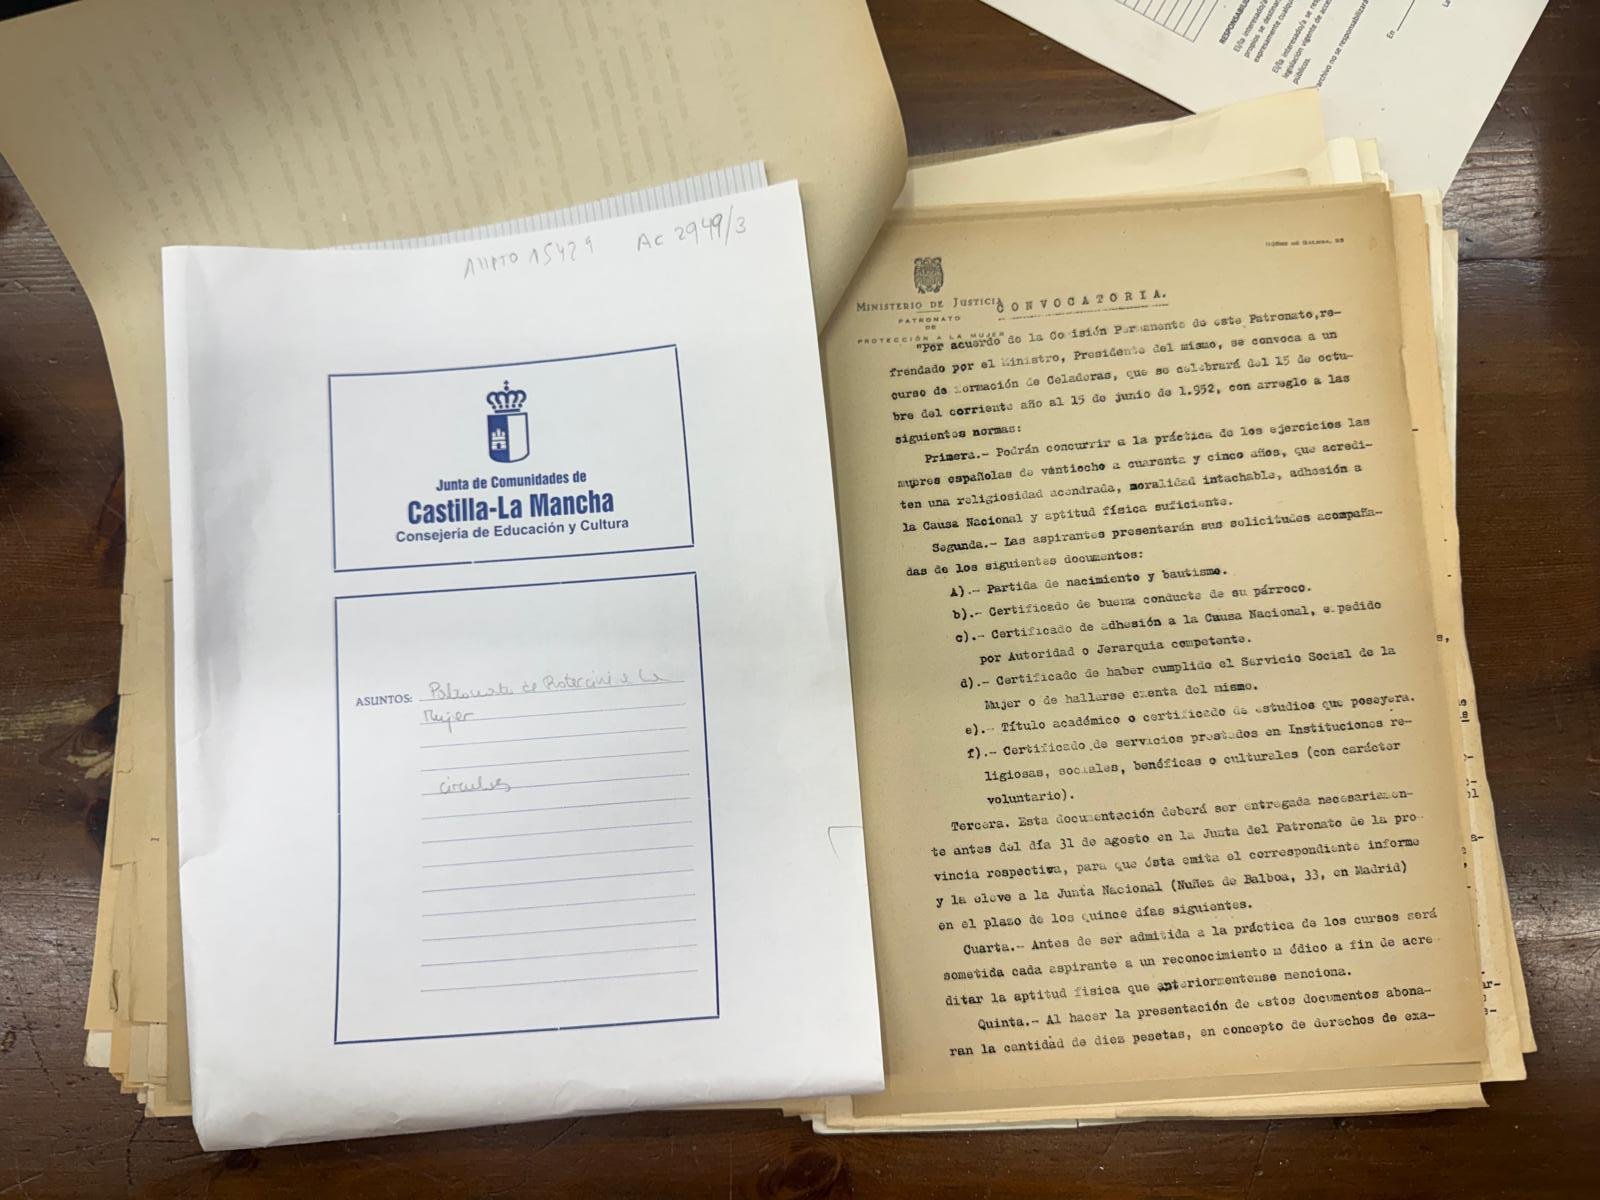 15429 Ac 2949/3
Junta de Comunidades de
Castilla-La Mancha
Consejería de Educación y Cultura
ASUNTOS: Patronato de Protección a la
Mujer
circulares
NÚÑEZ DE BALBOA, 33
MINISTERIO DE JUSTICIA
PATRONATO
DE
PROTECCIÓN A LA MUJER
CONVOCATORIA.
"Por acuerdo de la Comisión Permanente de este Patronato,re-
frendado por el Ministro, Presidente del mismo, se convoca a un
curso de Formación de Celadoras, que se celebrará del 15 de octu-
bre del corriente año al 15 de junio de 1.952, con arreglo a las
siguientes normas:
Primera.- Podrán concurrir a la práctica de los ejercicios las
mujeres españolas de ventiocho a cuarenta y cinco años, que acredi-
ten una religiosidad acendrada, moralidad intachable, adhesión a
la Causa Nacional y aptitud física suficiente.
Segunda.- Las aspirantes presentarán sus solicitudes acompaña-
das de los siguientes documentos:
A).- Partida de nacimiento y bautismo.
b).- Certificado de buena conducta de su párroco.
c).- Certificado de adhesión a la Causa Nacional, expedido
por Autoridad o Jerarquia competente.
d).- Certificado de haber cumplido el Servicio Social de la
Mujer o de hallarse exenta del mismo.
e).- Título académico o certificado de estudios que poseyera.
f).- Certificado de servicios prestados en Instituciones re-
ligiosas, sociales, benéficas o culturales (con carácter
voluntario).
Tercera. Esta documentación deberá ser entregada necesariamen-
te antes del día 31 de agosto en la Junta del Patronato de la pro-
vincia respectiva, para que ésta emita el correspondiente informe
y la eleve a la Junta Nacional (Nuñez de Balboa, 33, en Madrid)
en el plazo de los quince días siguientes.
Cuarta.- Antes de ser admitida a la práctica de los cursos será
sometida cada aspirante a un reconocimiento médico a fin de acre-
ditar la aptitud física que anteriormentense menciona.
Quinta.- Al hacer la presentación de estos documentos abona-
ran la cantidad de diez pesetas, en concepto de derechos de exa-